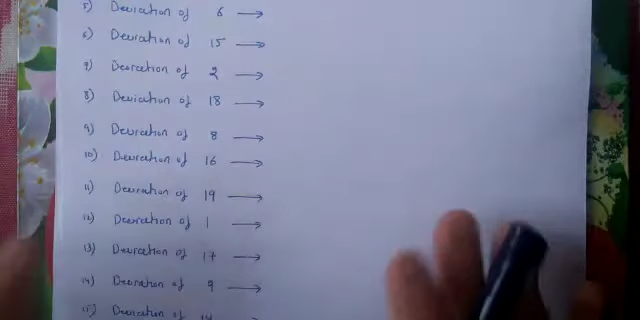 5) Deviation of 6 →
6) Deviation of 15 →
7) Deviation of 2 →
8) Deviation of 18 →
9) Deviation of 8 →
10) Deviation of 16 →
11) Deviation of 19 →
12) Deviation of 1 →
13) Deviation of 17 →
14) Deviation of 9 →
15) Deviation of